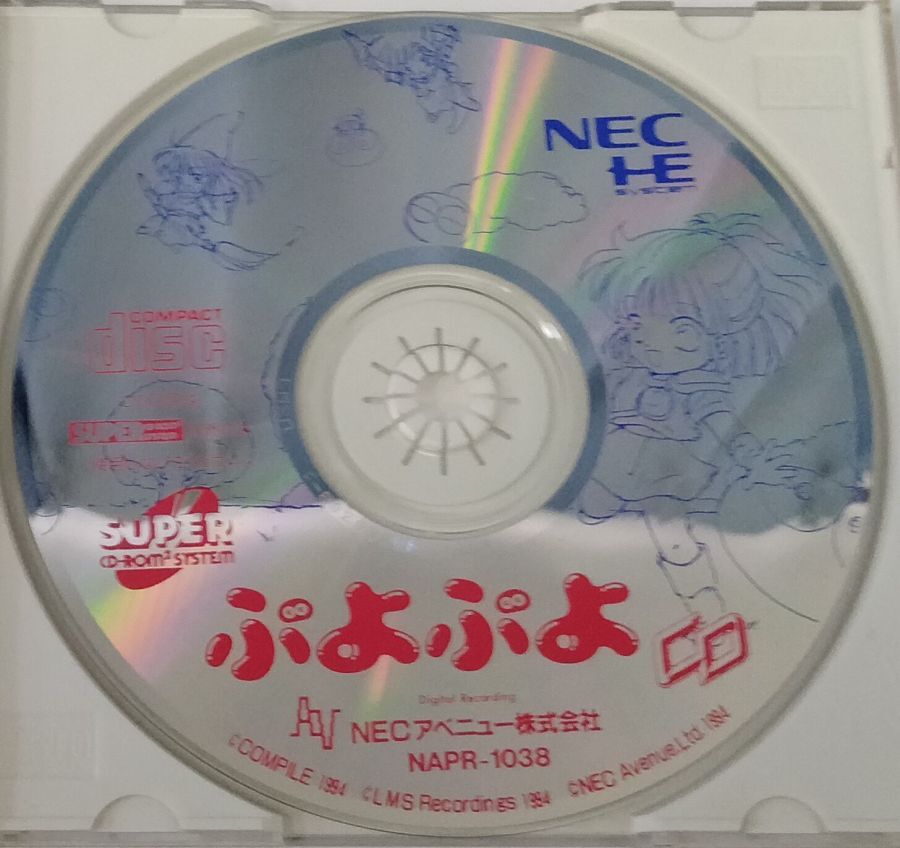 NEC
HE
SYSTEM
COMPACT
disc
SUPER
SUPER
CD-ROM² SYSTEM
ぷよぷよ
CD
Digital Recording
NECアベニュー株式会社
NAPR-1038
©COMPILE 1994 ©LMS Recordings 1994 ©NEC Avenue,Ltd. 1994